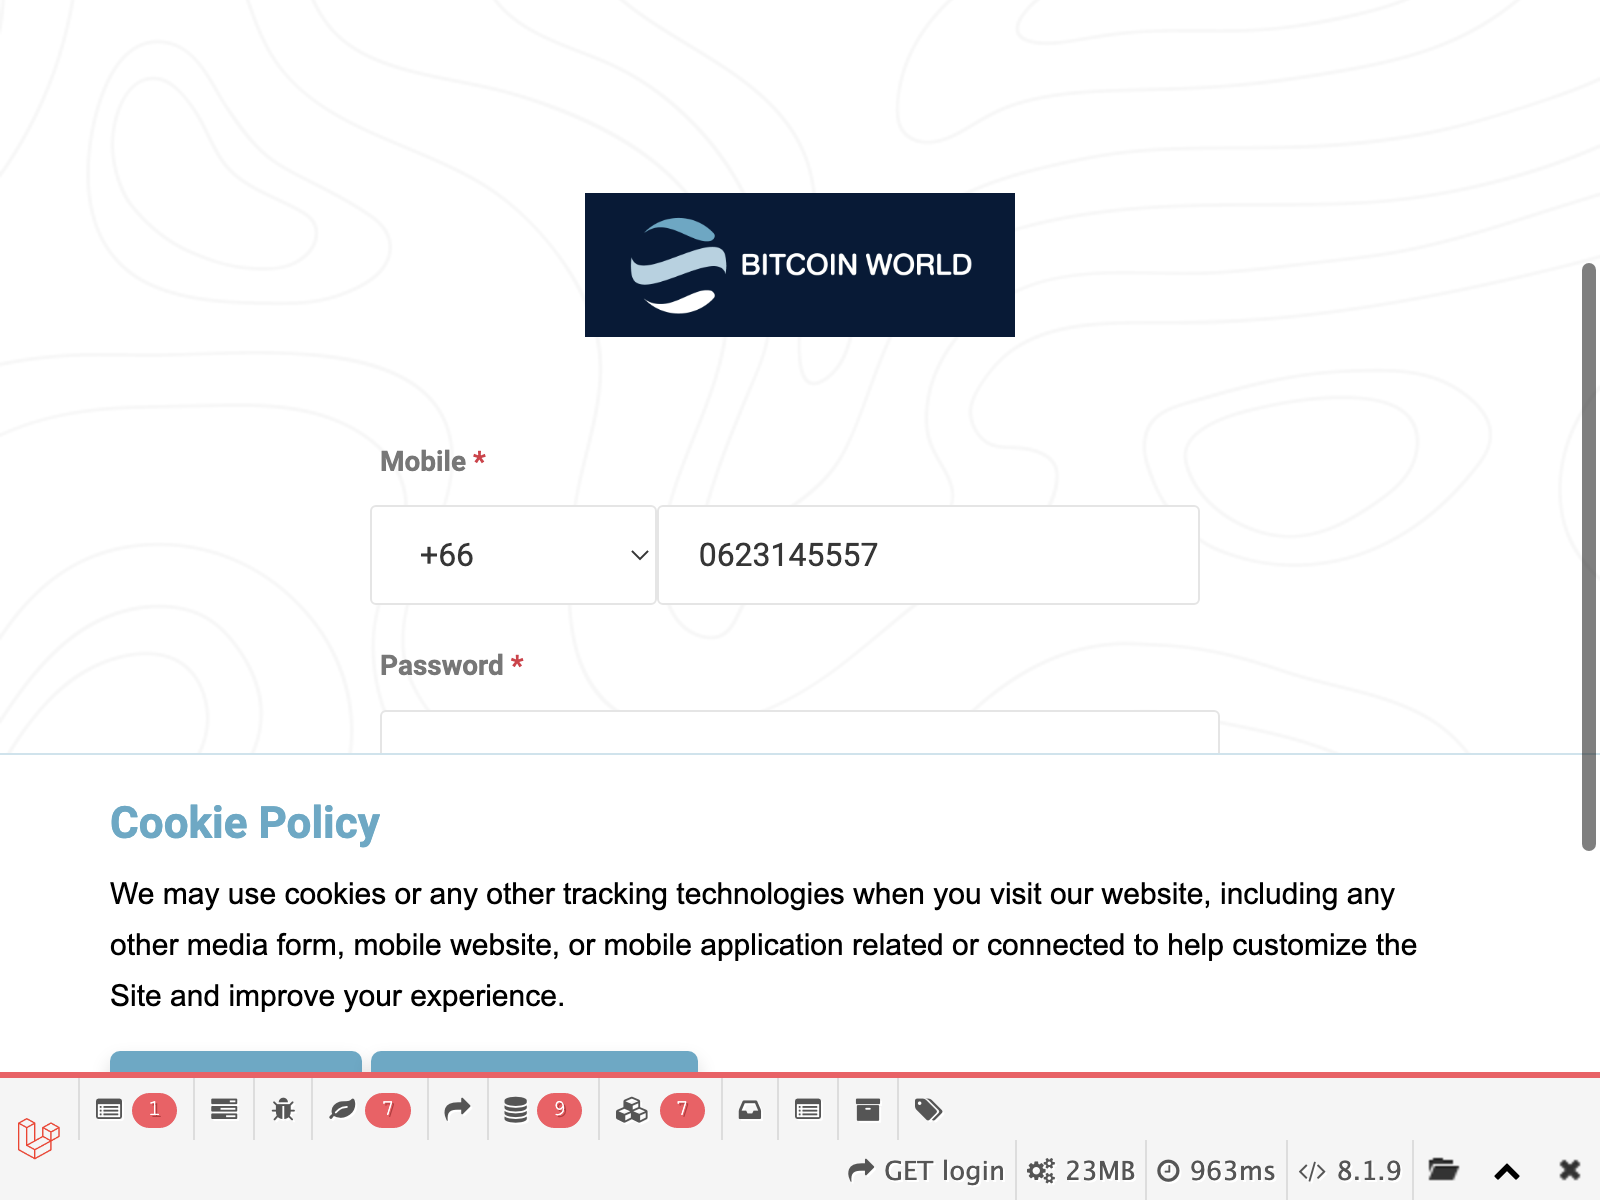 BITCOIN WORLD
Mobile *
+66
0623145557
Password *
Cookie Policy
We may use cookies or any other tracking technologies when you visit our website, including any
other media form, mobile website, or mobile application related or connected to help customize the
Site and improve your experience.
1
7
9
7
GET login
23MB
963ms
8.1.9